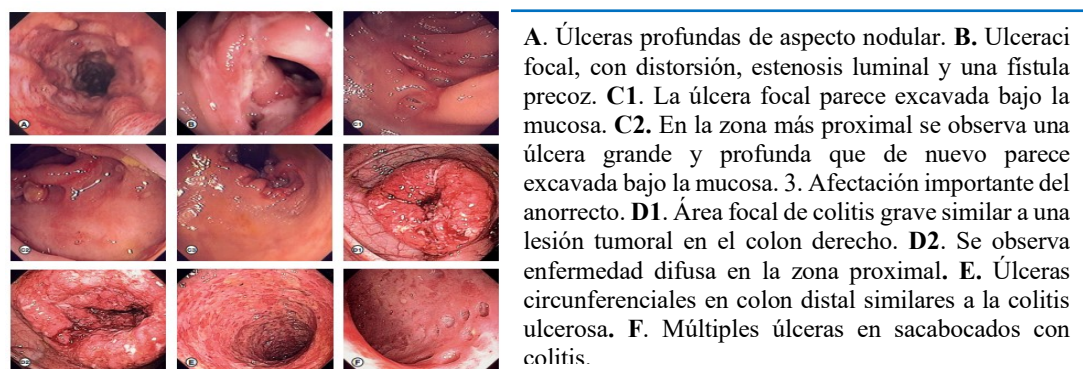 A. Úlceras profundas de aspecto nodular. B. Ulceraci
focal, con distorsión, estenosis luminal y una fístula
precoz. C1. La úlcera focal parece excavada bajo la
mucosa. C2. En la zona más proximal se observa una
úlcera grande y profunda que de nuevo parece
excavada bajo la mucosa. 3. Afectación importante del
anorrecto. D1. Área focal de colitis grave similar a una
lesión tumoral en el colon derecho. D2. Se observa
enfermedad difusa en la zona proximal. E. Úlceras
circunferenciales en colon distal similares a la colitis
ulcerosa. F. Múltiples úlceras en sacabocados con
colitis.
A
B
C1
D1
E
F